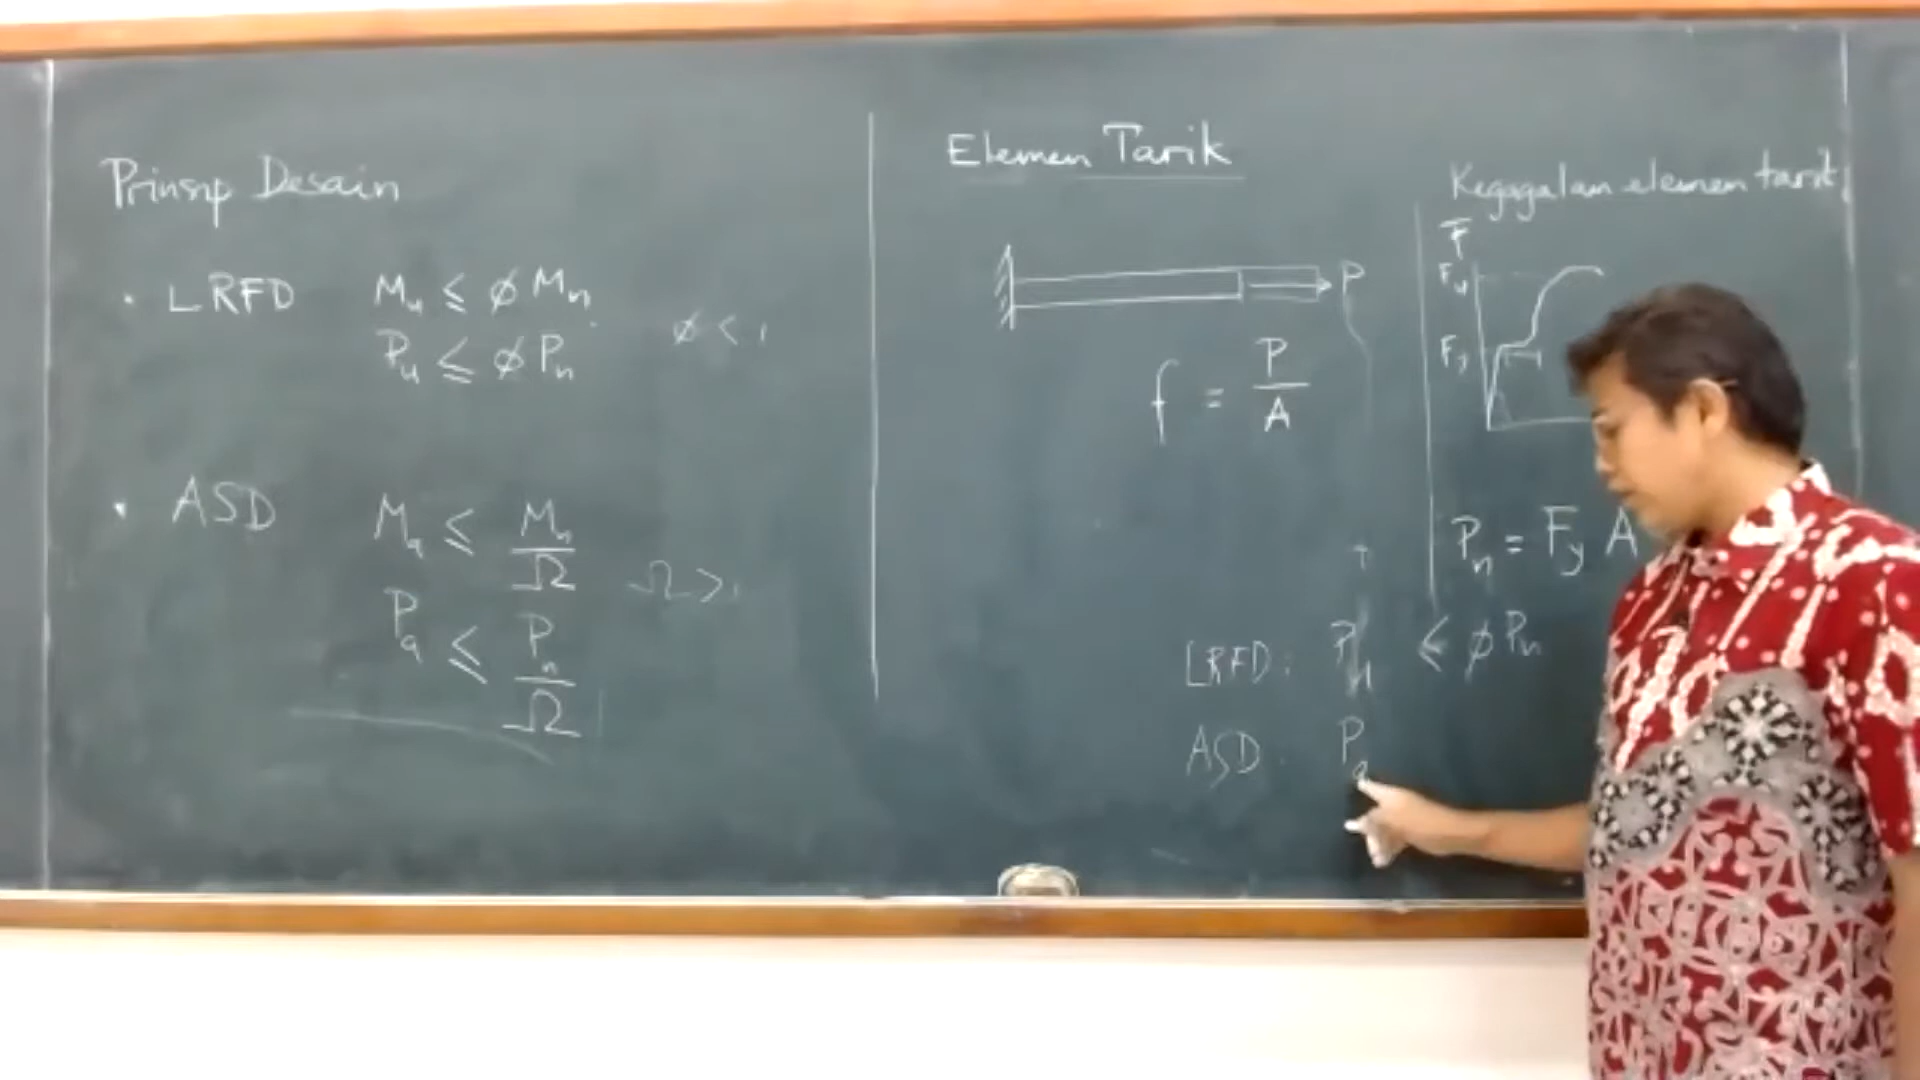 Prinsip Desain
• LRFD Mu ≤ φ Mn
Pu ≤ φ Pn
φ < 1
• ASD Ma ≤ Mn/Ω
Ω > 1
Pa ≤ Pn/Ω
Elemen Tarik
P
f = P/A
LRFD: Pu ≤ φ Pn
ASD: Pa
Kegagalan elemen tarik
F
Fu
Fy
Pn = Fy A